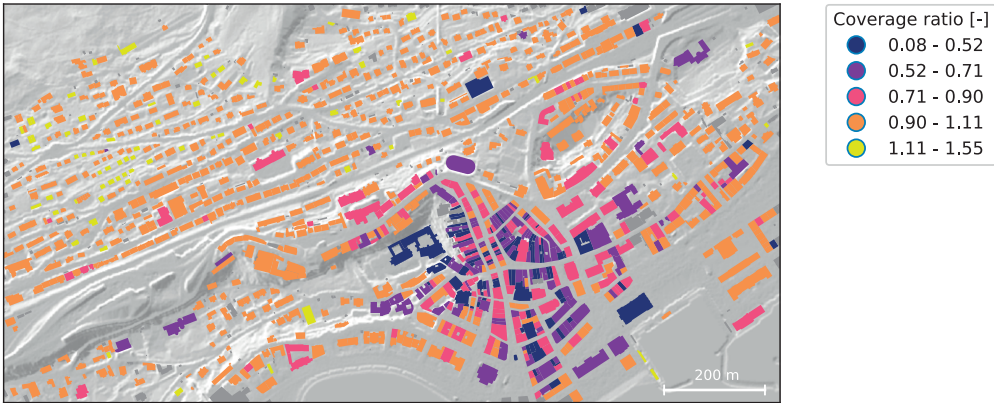 Coverage ratio [-]
0.08 - 0.52
0.52 - 0.71
0.71 - 0.90
0.90 - 1.11
1.11 - 1.55
200 m